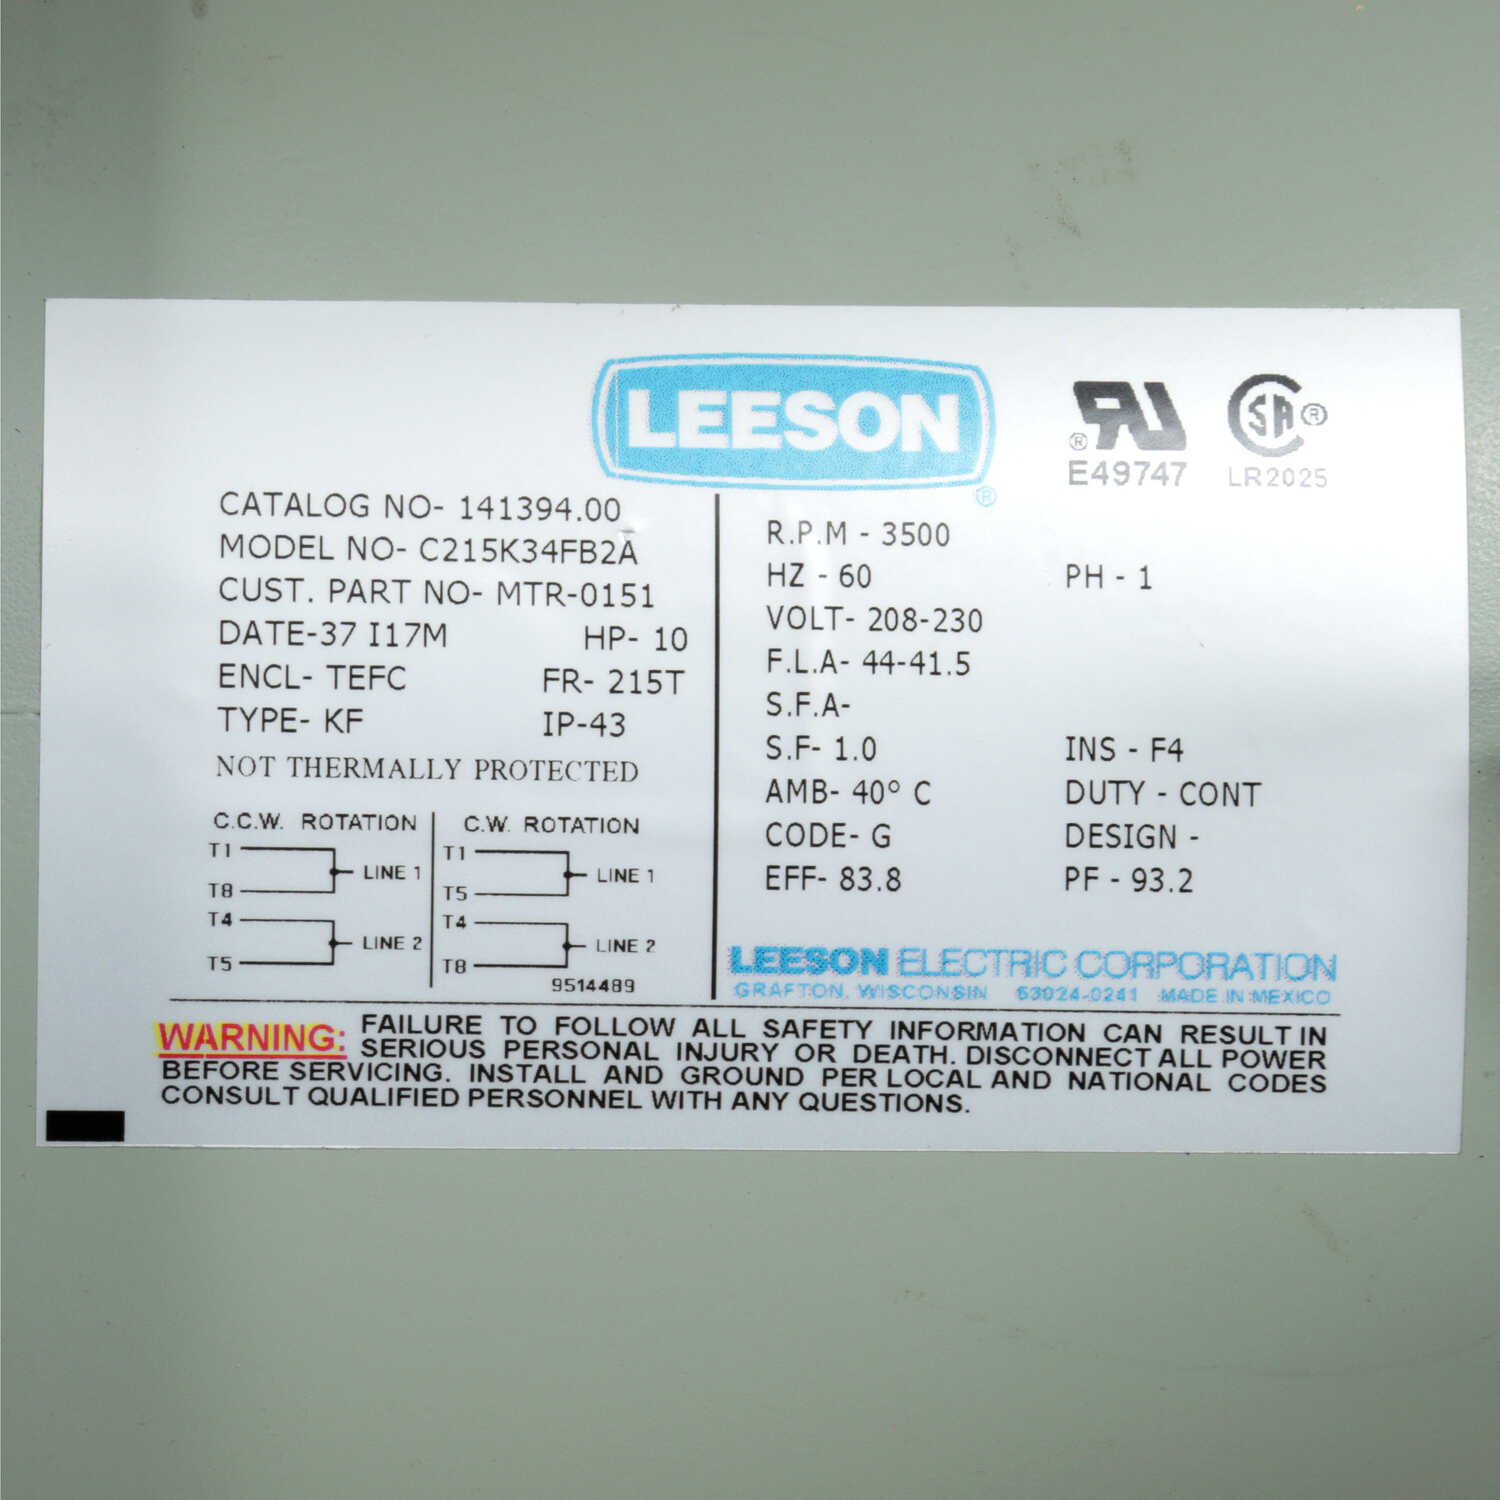 LEESON
®
® E49747
® LR2025
CATALOG NO- 141394.00
MODEL NO- C215K34FB2A
CUST. PART NO- MTR-0151
DATE-37 I17M HP- 10
ENCL- TEFC FR- 215T
TYPE- KF IP-43
NOT THERMALLY PROTECTED
C.C.W. ROTATION
T1
LINE 1
T8
T4
LINE 2
T5
C.W. ROTATION
T1
LINE 1
T5
T4
LINE 2
T8
9514489
R.P.M - 3500
HZ - 60 PH - 1
VOLT- 208-230
F.L.A- 44-41.5
S.F.A-
S.F- 1.0 INS - F4
AMB- 40° C DUTY - CONT
CODE- G DESIGN -
EFF- 83.8 PF - 93.2
LEESON ELECTRIC CORPORATION
GRAFTON, WISCONSIN 53024-0241 MADE IN MEXICO
WARNING: FAILURE TO FOLLOW ALL SAFETY INFORMATION CAN RESULT IN
SERIOUS PERSONAL INJURY OR DEATH. DISCONNECT ALL POWER
BEFORE SERVICING. INSTALL AND GROUND PER LOCAL AND NATIONAL CODES
CONSULT QUALIFIED PERSONNEL WITH ANY QUESTIONS.